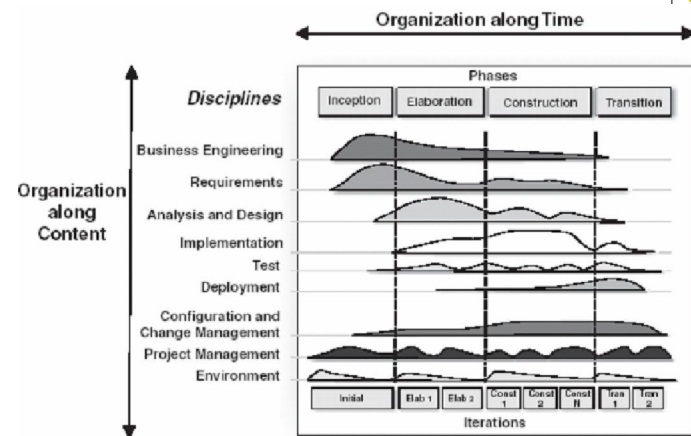 Organization along Time
Phases
Disciplines
Inception
Elaboration
Construction
Transition
Business Engineering
Requirements
Organization
along
Content
Analysis and Design
Implementation
Test
Deployment
Configuration and
Change Management
Project Management
Environment
Initial
Elab 1
Elab 2
Const
1
Const
2
Const
N
Tran
1
Tran
2
Iterations